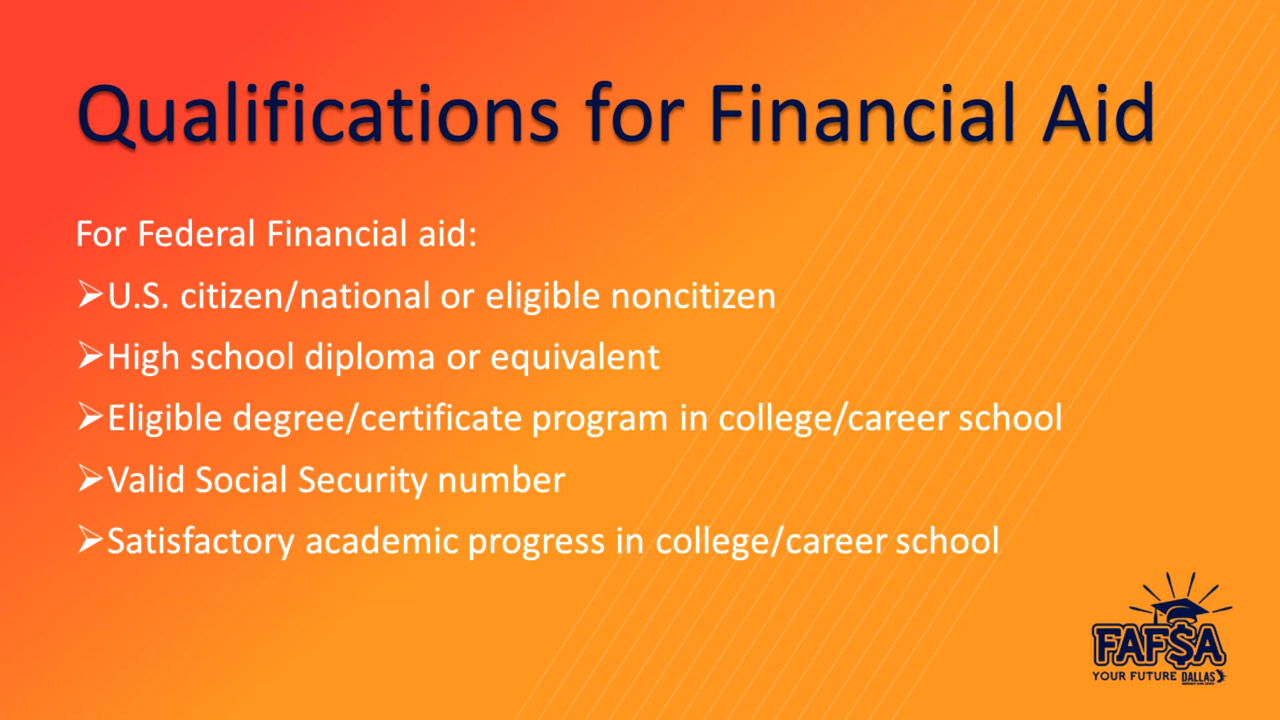 Qualifications for Financial Aid
For Federal Financial aid:
➢U.S. citizen/national or eligible noncitizen
➢High school diploma or equivalent
➢Eligible degree/certificate program in college/career school
➢Valid Social Security number
➢Satisfactory academic progress in college/career school
FAF$A
YOUR FUTURE DALLAS